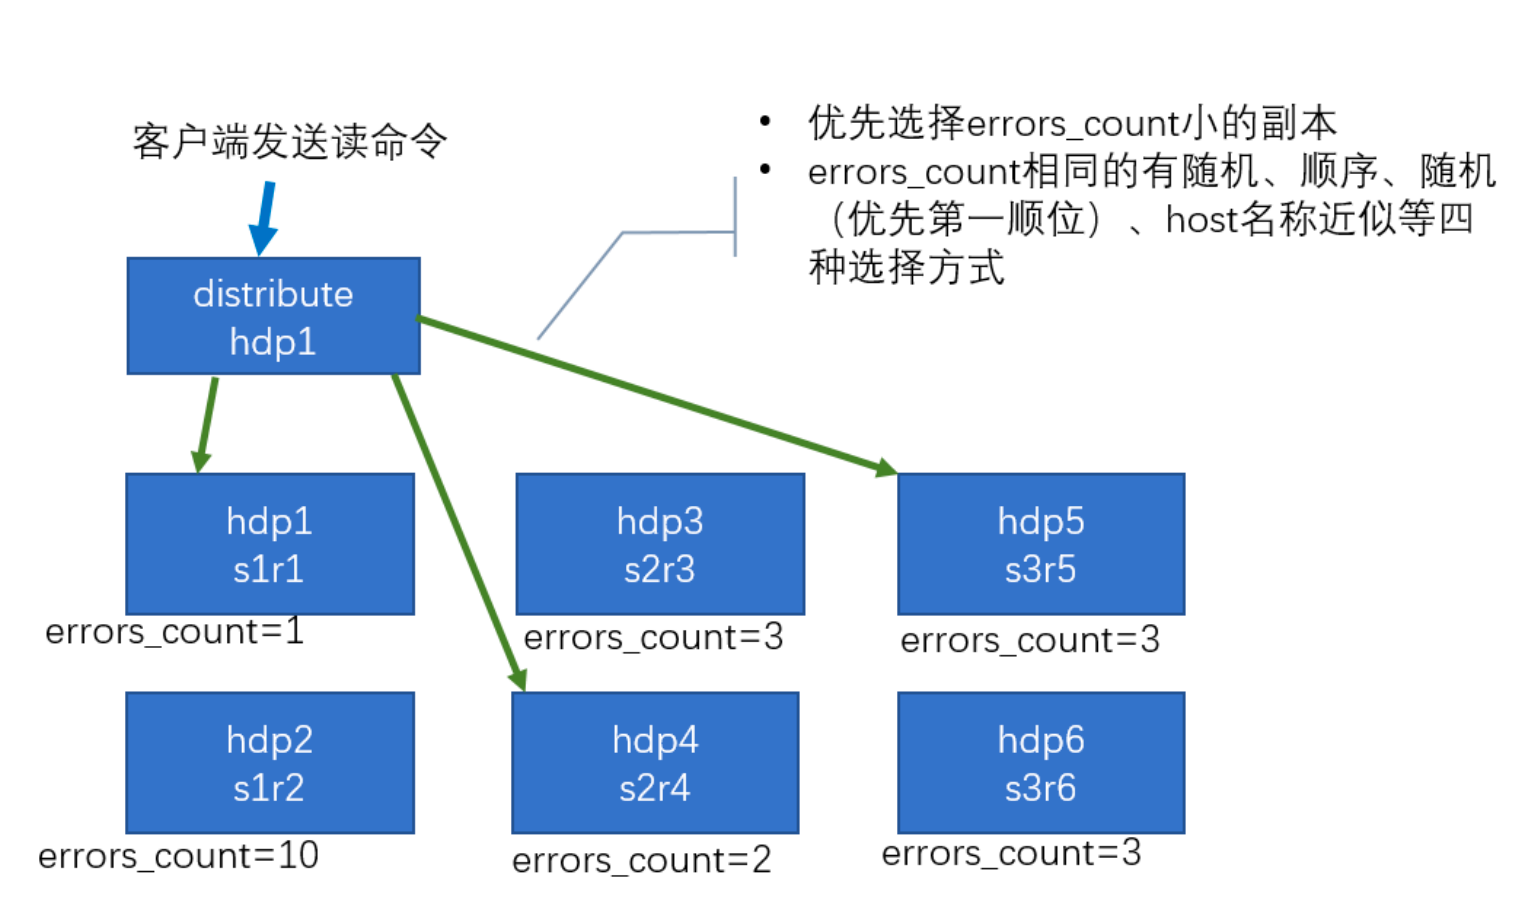 客户端发送读命令
• 优先选择errors_count小的副本
• errors_count相同的有随机、顺序、随机
（优先第一顺位）、host名称近似等四
种选择方式
distribute
hdp1
hdp1
s1r1
errors_count=1
hdp3
s2r3
errors_count=3
hdp5
s3r5
errors_count=3
hdp2
s1r2
errors_count=10
hdp4
s2r4
errors_count=2
hdp6
s3r6
errors_count=3